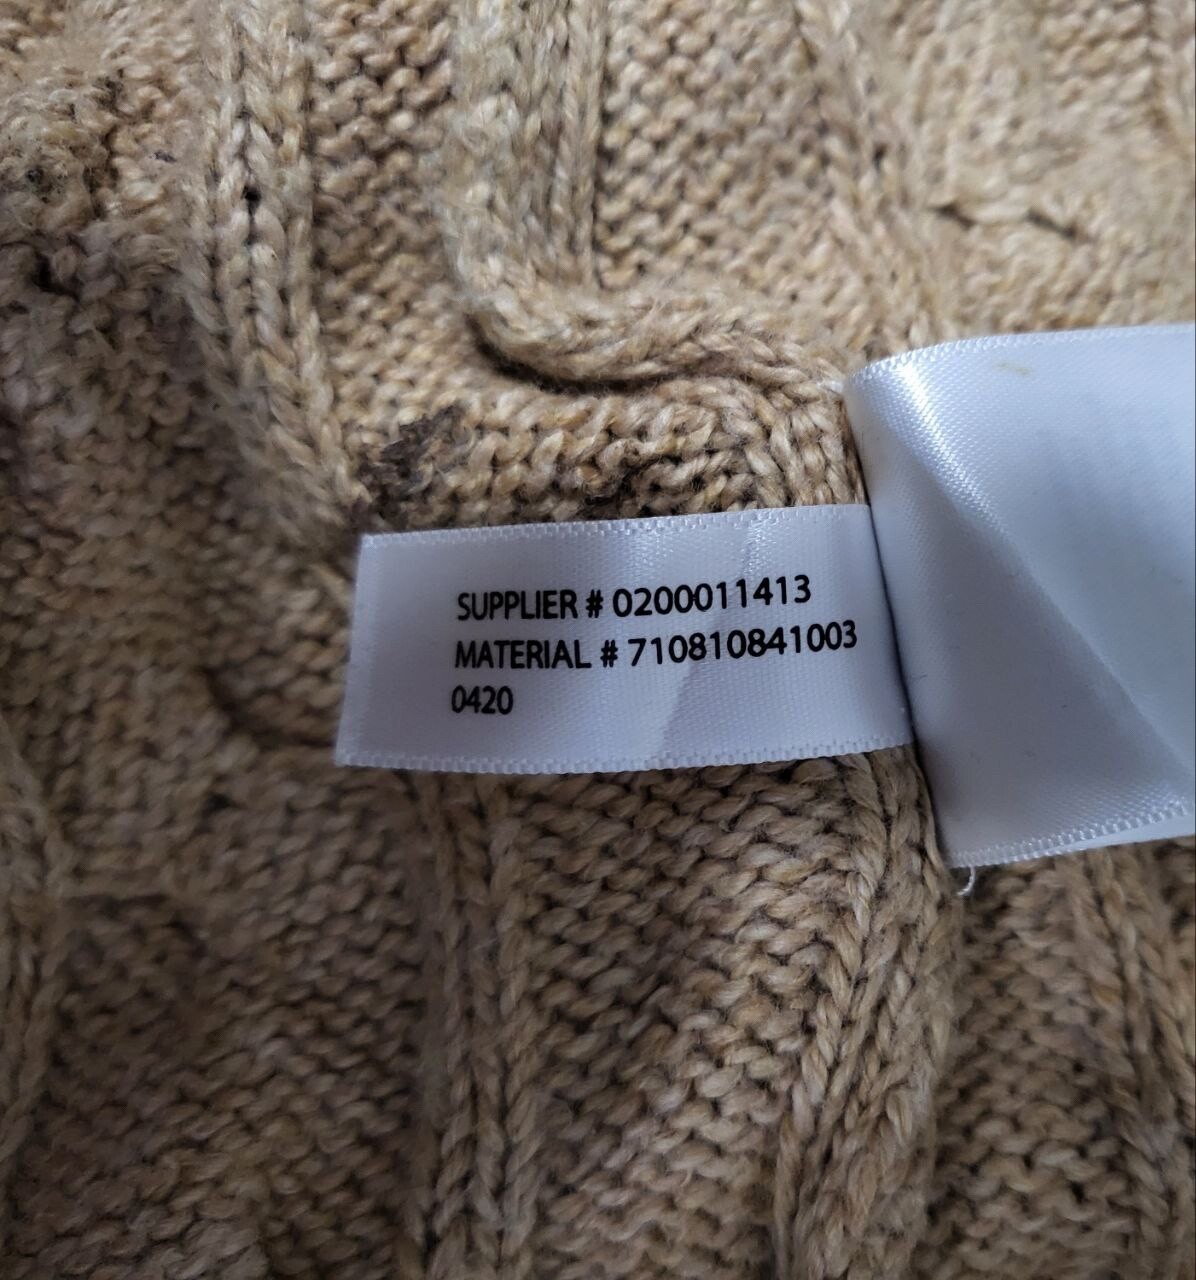 SUPPLIER # 0200011413
MATERIAL # 710810841003
0420